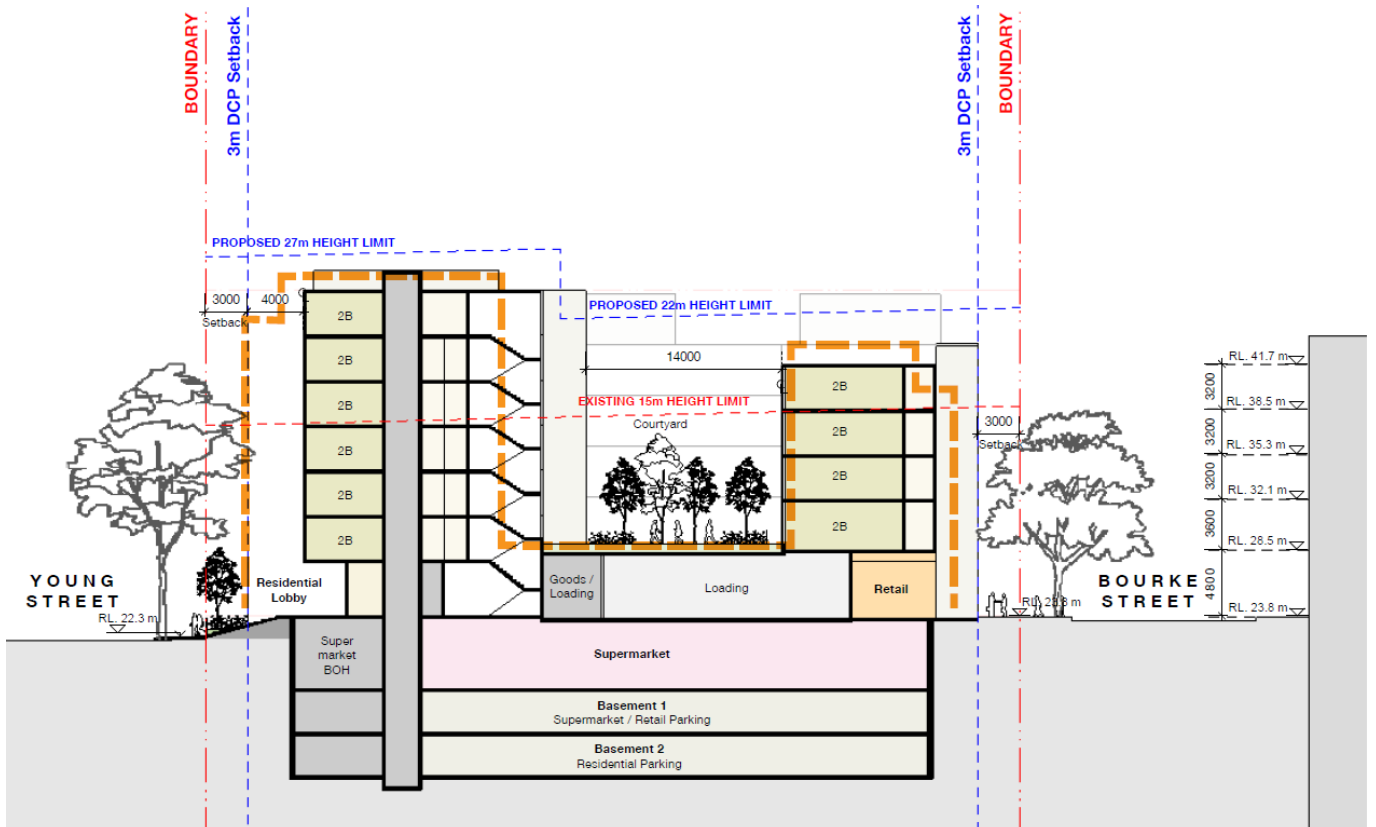 BOUNDARY
3m DCP Setback
3m DCP Setback
BOUNDARY
PROPOSED 27m HEIGHT LIMIT
PROPOSED 22m HEIGHT LIMIT
3000
4000
Setback
2B
2B
2B
2B
2B
2B
14000
EXISTING 15m HEIGHT LIMIT
Courtyard
2B
2B
2B
2B
3000
Setback
RL. 41.7 m
3200
RL. 38.5 m
3200
RL. 35.3 m
3200
RL. 32.1 m
3600
RL. 28.5 m
4800
RL. 23.8 m
YOUNG
STREET
RL. 22.3 m
Residential
Lobby
Goods /
Loading
Loading
Retail
BOURKE
STREET
Super
market
BOH
Supermarket
Basement 1
Supermarket / Retail Parking
Basement 2
Residential Parking